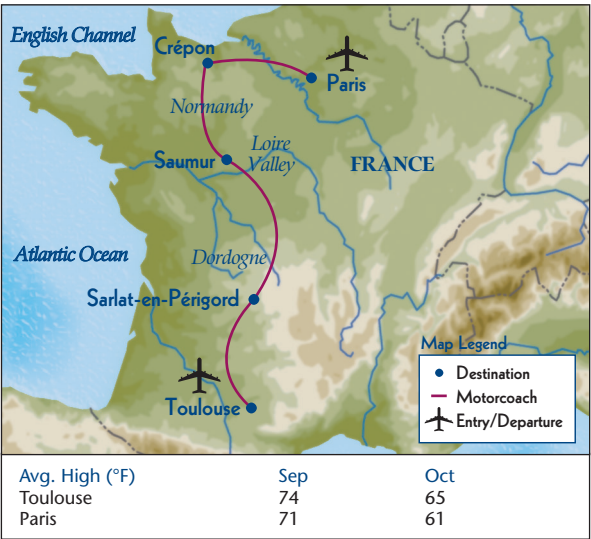 English Channel
Crépon
Paris
Normandy
Loire
Valley
Saumur
FRANCE
Atlantic Ocean
Dordogne
Sarlat-en-Périgord
Toulouse
Map Legend
Destination
Motorcoach
Entry/Departure
Avg. High (°F) Sep Oct
Toulouse 74 65
Paris 71 61